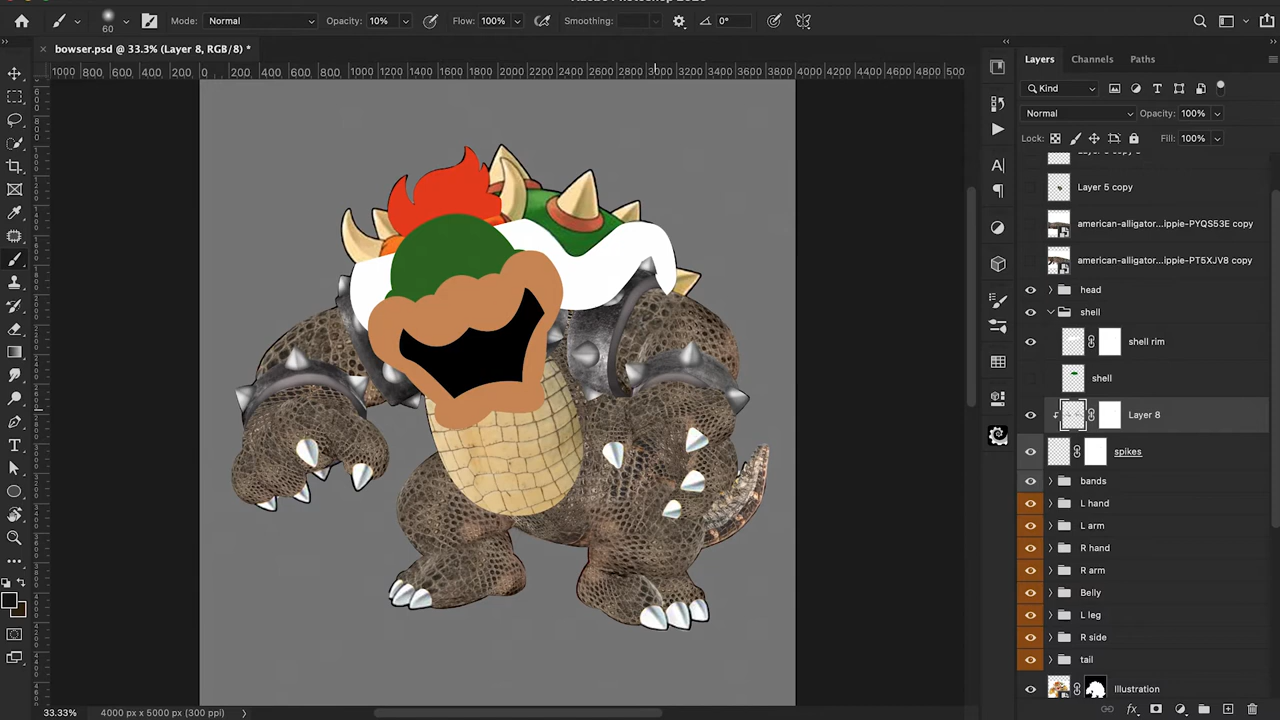 60 Mode: Normal Opacity: 10% Flow: 100% Smoothing: 0°
bowser.psd @ 33.3% (Layer 8, RGB/8) *
1000 800 600 400 200 0 200 400 600 800 1000 1200 1400 1600 1800 2000 2200 2400 2600 2800 3000 3200 3400 3600 3800 4000 4200 4400 4600 4800 500
Layers Channels Paths
Kind
Normal Opacity: 100%
Lock: Fill: 100%
Layer 5 copy
american-alligator...ippie-PYQS53E copy
american-alligator...ippie-PT5XJV8 copy
head
shell
shell rim
shell
Layer 8
spikes
bands
L hand
L arm
R hand
R arm
Belly
L leg
R side
tail
Illustration
33.33% 4000 px x 5000 px (300 ppi)